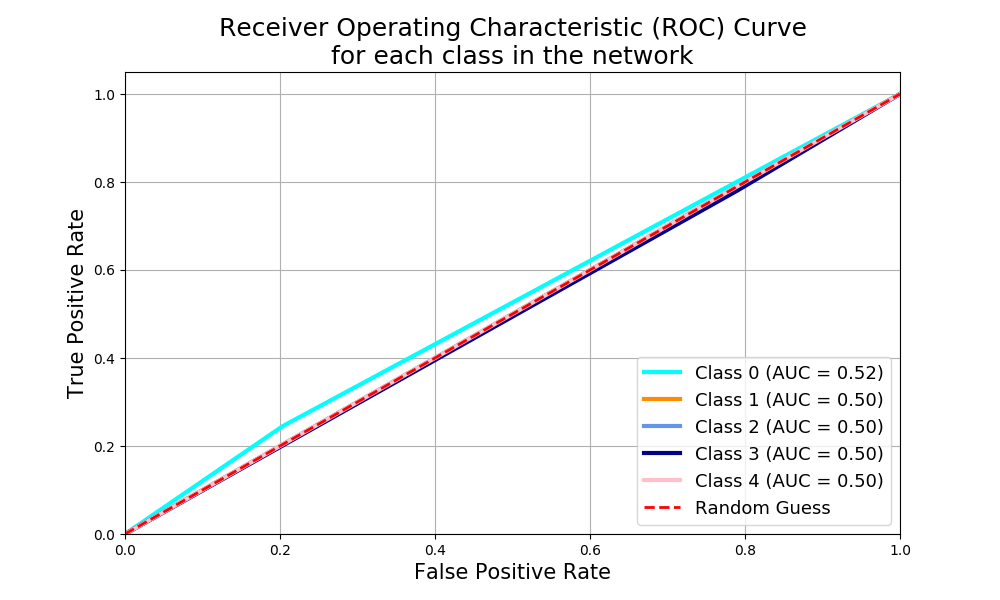 Receiver Operating Characteristic (ROC) Curve
for each class in the network
True Positive Rate
1.0
0.8
0.6
0.4
0.2
0.0
0.0 0.2 0.4 0.6 0.8 1.0
False Positive Rate
Class 0 (AUC = 0.52)
Class 1 (AUC = 0.50)
Class 2 (AUC = 0.50)
Class 3 (AUC = 0.50)
Class 4 (AUC = 0.50)
Random Guess